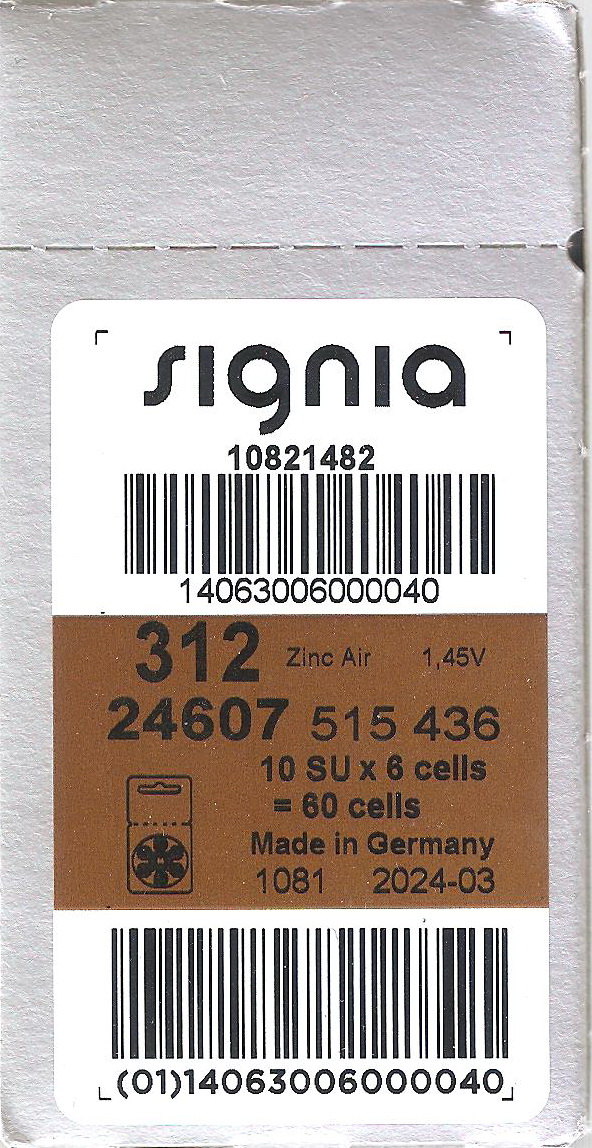 signia
10821482
14063006000040
312 Zinc Air 1,45V
24607 515 436
10 SU x 6 cells
= 60 cells
Made in Germany
1081 2024-03
(01)14063006000040